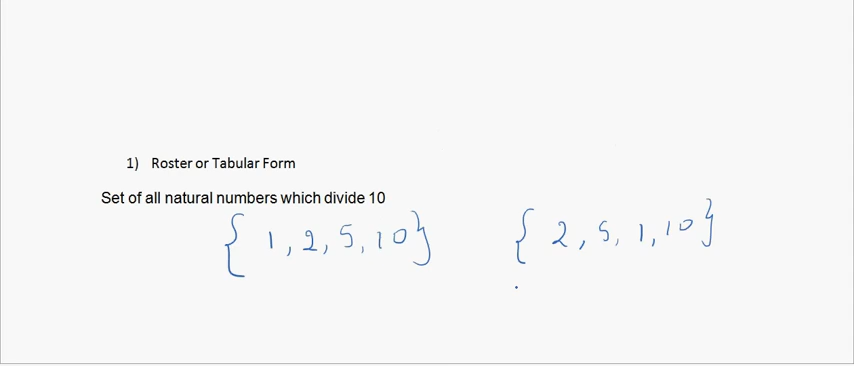 1) Roster or Tabular Form
Set of all natural numbers which divide 10
{ 1, 2, 5, 10} { 2, 5, 1, 10}